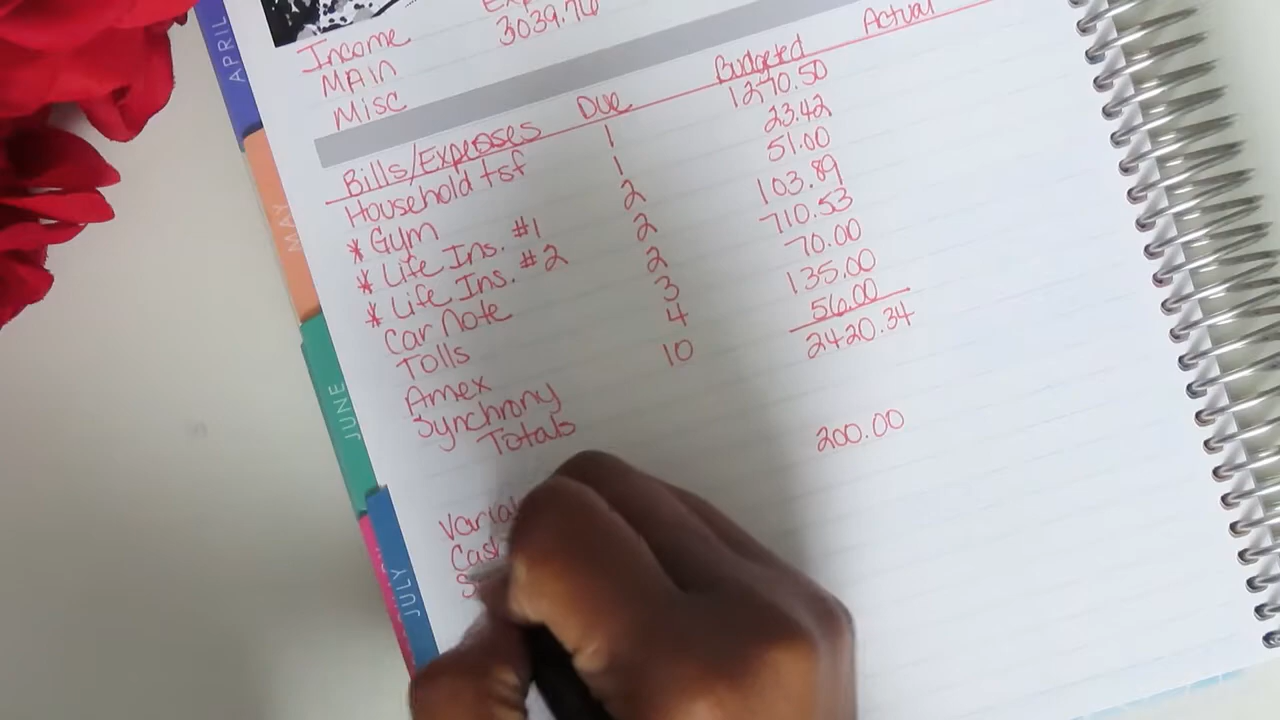 3039.76
Income
MAIN
Misc
Bills/Expenses Due Budgeted Actual
Household tsf 1 1270.50
* Gym 1 23.42
* Life Ins. #1 2 51.00
* Life Ins. #2 2 103.89
Car Note 2 710.53
Tolls 3 70.00
Amex 4 135.00
Synchrony 10 56.00
Totals 2420.34
200.00
Cash
APRIL
MAY
JUNE
JULY